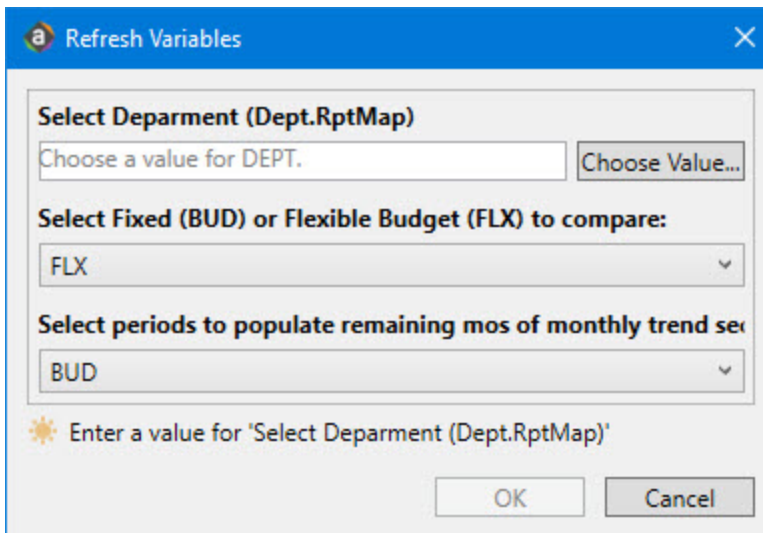 Refresh Variables
Select Deparment (Dept.RptMap)
Choose a value for DEPT.
Choose Value...
Select Fixed (BUD) or Flexible Budget (FLX) to compare:
FLX
Select periods to populate remaining mos of monthly trend sec
BUD
Enter a value for 'Select Deparment (Dept.RptMap)'
OK
Cancel